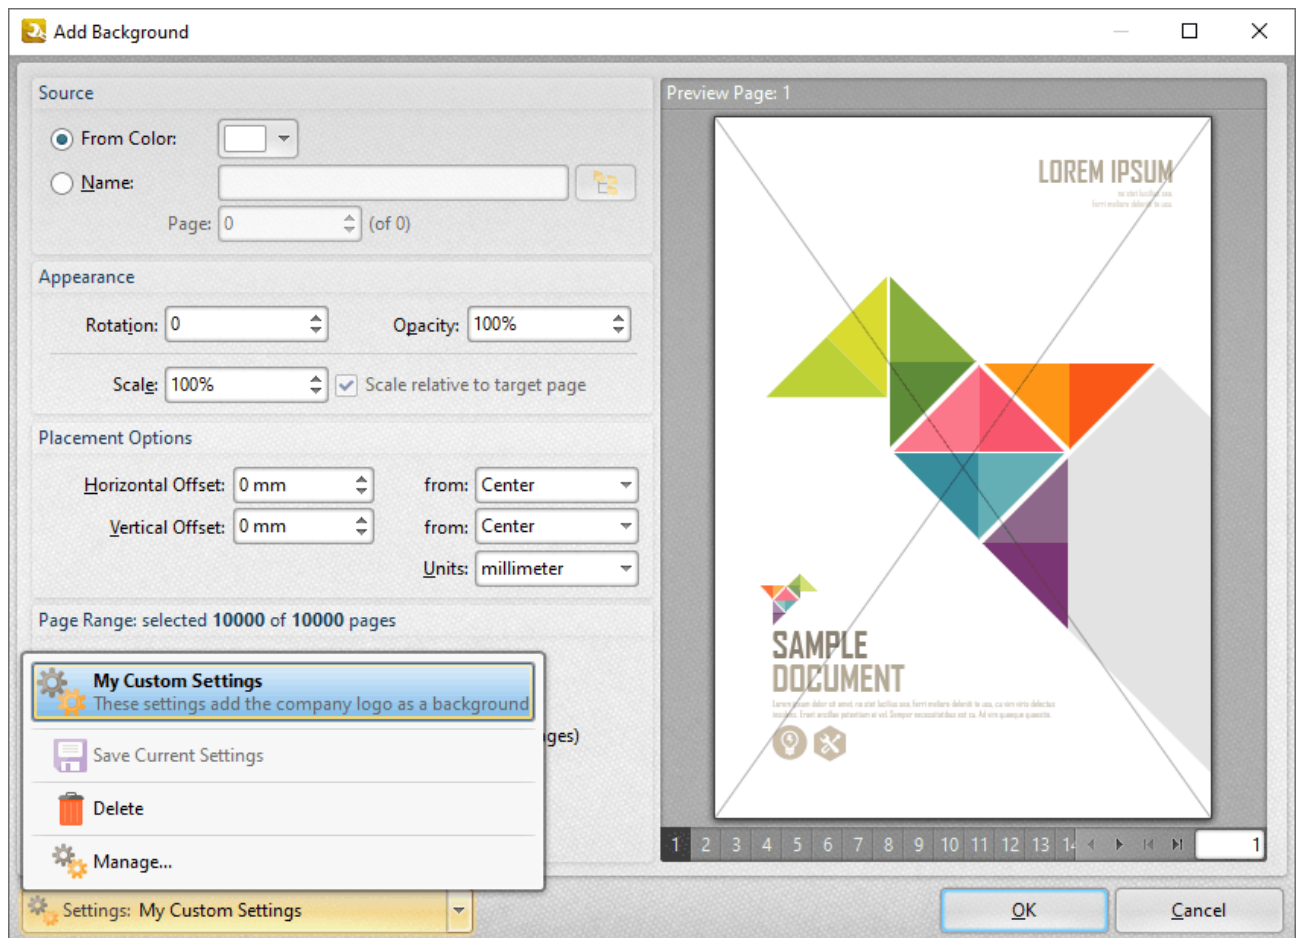 Add Background
Source
From Color:
Name:
Page: 0 (of 0)
Appearance
Rotation: 0 Opacity: 100%
Scale: 100% Scale relative to target page
Placement Options
Horizontal Offset: 0 mm from: Center
Vertical Offset: 0 mm from: Center
Units: millimeter
Page Range: selected 10000 of 10000 pages
My Custom Settings
These settings add the company logo as a background
ges)
Save Current Settings
Delete
Manage...
Settings: My Custom Settings
Preview Page: 1
LOREM IPSUM
SAMPLE
DOCUMENT
1 2 3 4 5 6 7 8 9 10 11 12 13 1
OK Cancel